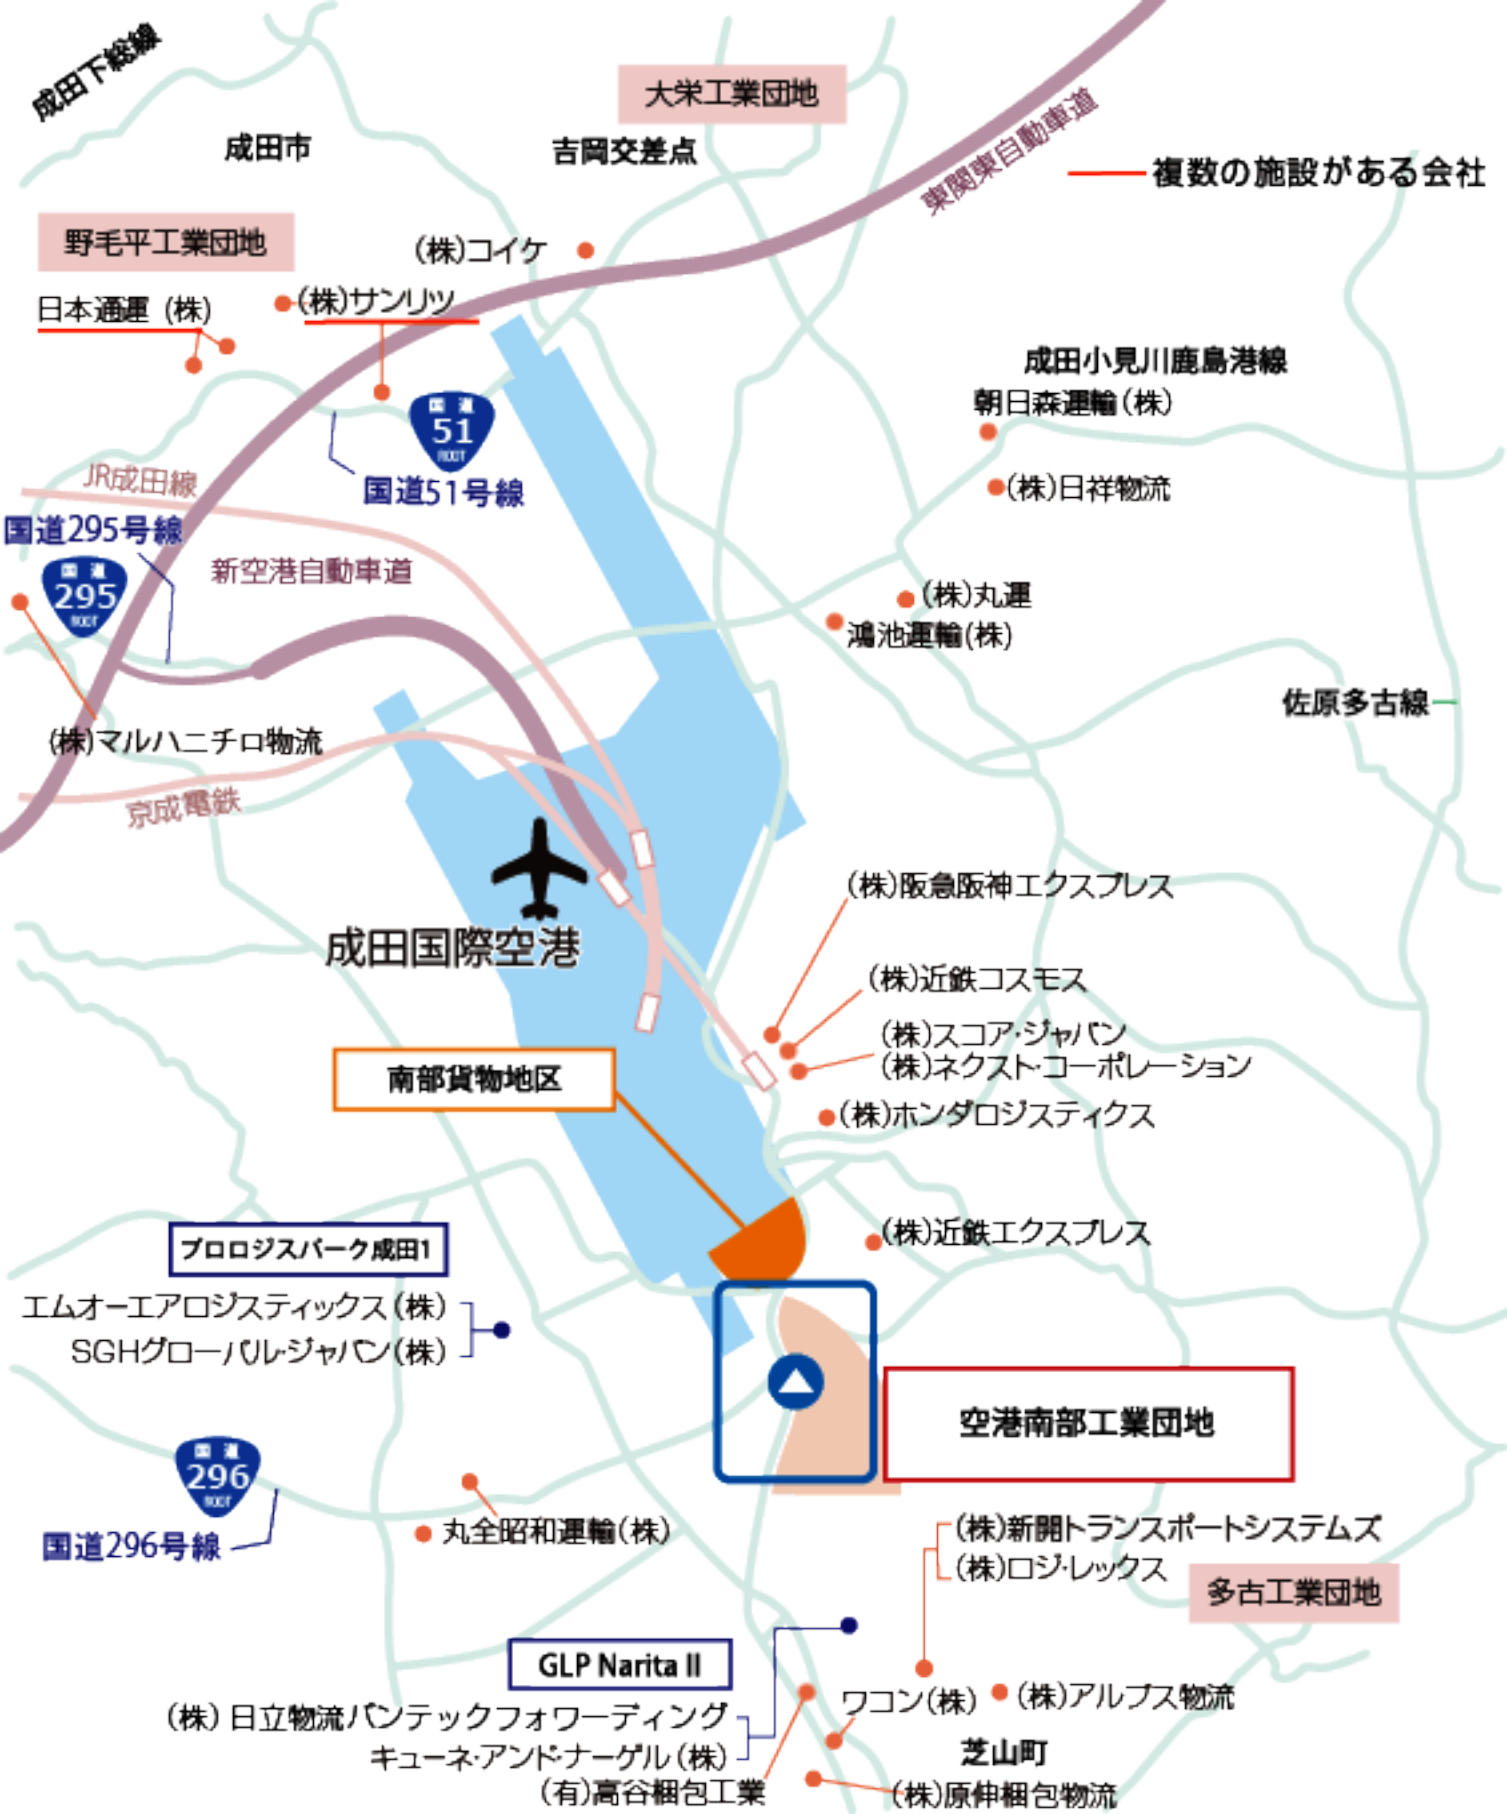 成田下総線
大栄工業団地
成田市
吉岡交差点
東関東自動車道
複数の施設がある会社
野毛平工業団地
(株)コイケ
日本通運 (株)
(株)サンリツ
成田小見川鹿島港線
朝日森運輸(株)
国道
51
ROOT
JR成田線
国道51号線
(株)日祥物流
国道295号線
新空港自動車道
国道
295
ROOT
(株)丸運
鴻池運輸(株)
佐原多古線
(株)マルハニチロ物流
京成電鉄
(株)阪急阪神エクスプレス
成田国際空港
(株)近鉄コスモス
(株)スコア・ジャパン
(株)ネクスト・コーポレーション
南部貨物地区
(株)ホンダロジスティクス
プロロジスパーク成田1
(株)近鉄エクスプレス
エムオーエアロジスティックス(株)
SGHグローバル・ジャパン(株)
空港南部工業団地
国道
296
ROOT
国道296号線
丸全昭和運輸(株)
(株)新開トランスポートシステムズ
(株)ロジ・レックス
多古工業団地
GLP Narita II
ワコン(株)
(株)アルプス物流
(株) 日立物流バンテックフォワーディング
キューネ・アンド・ナーゲル(株)
芝山町
(有)高谷梱包工業
(株)原伸梱包物流